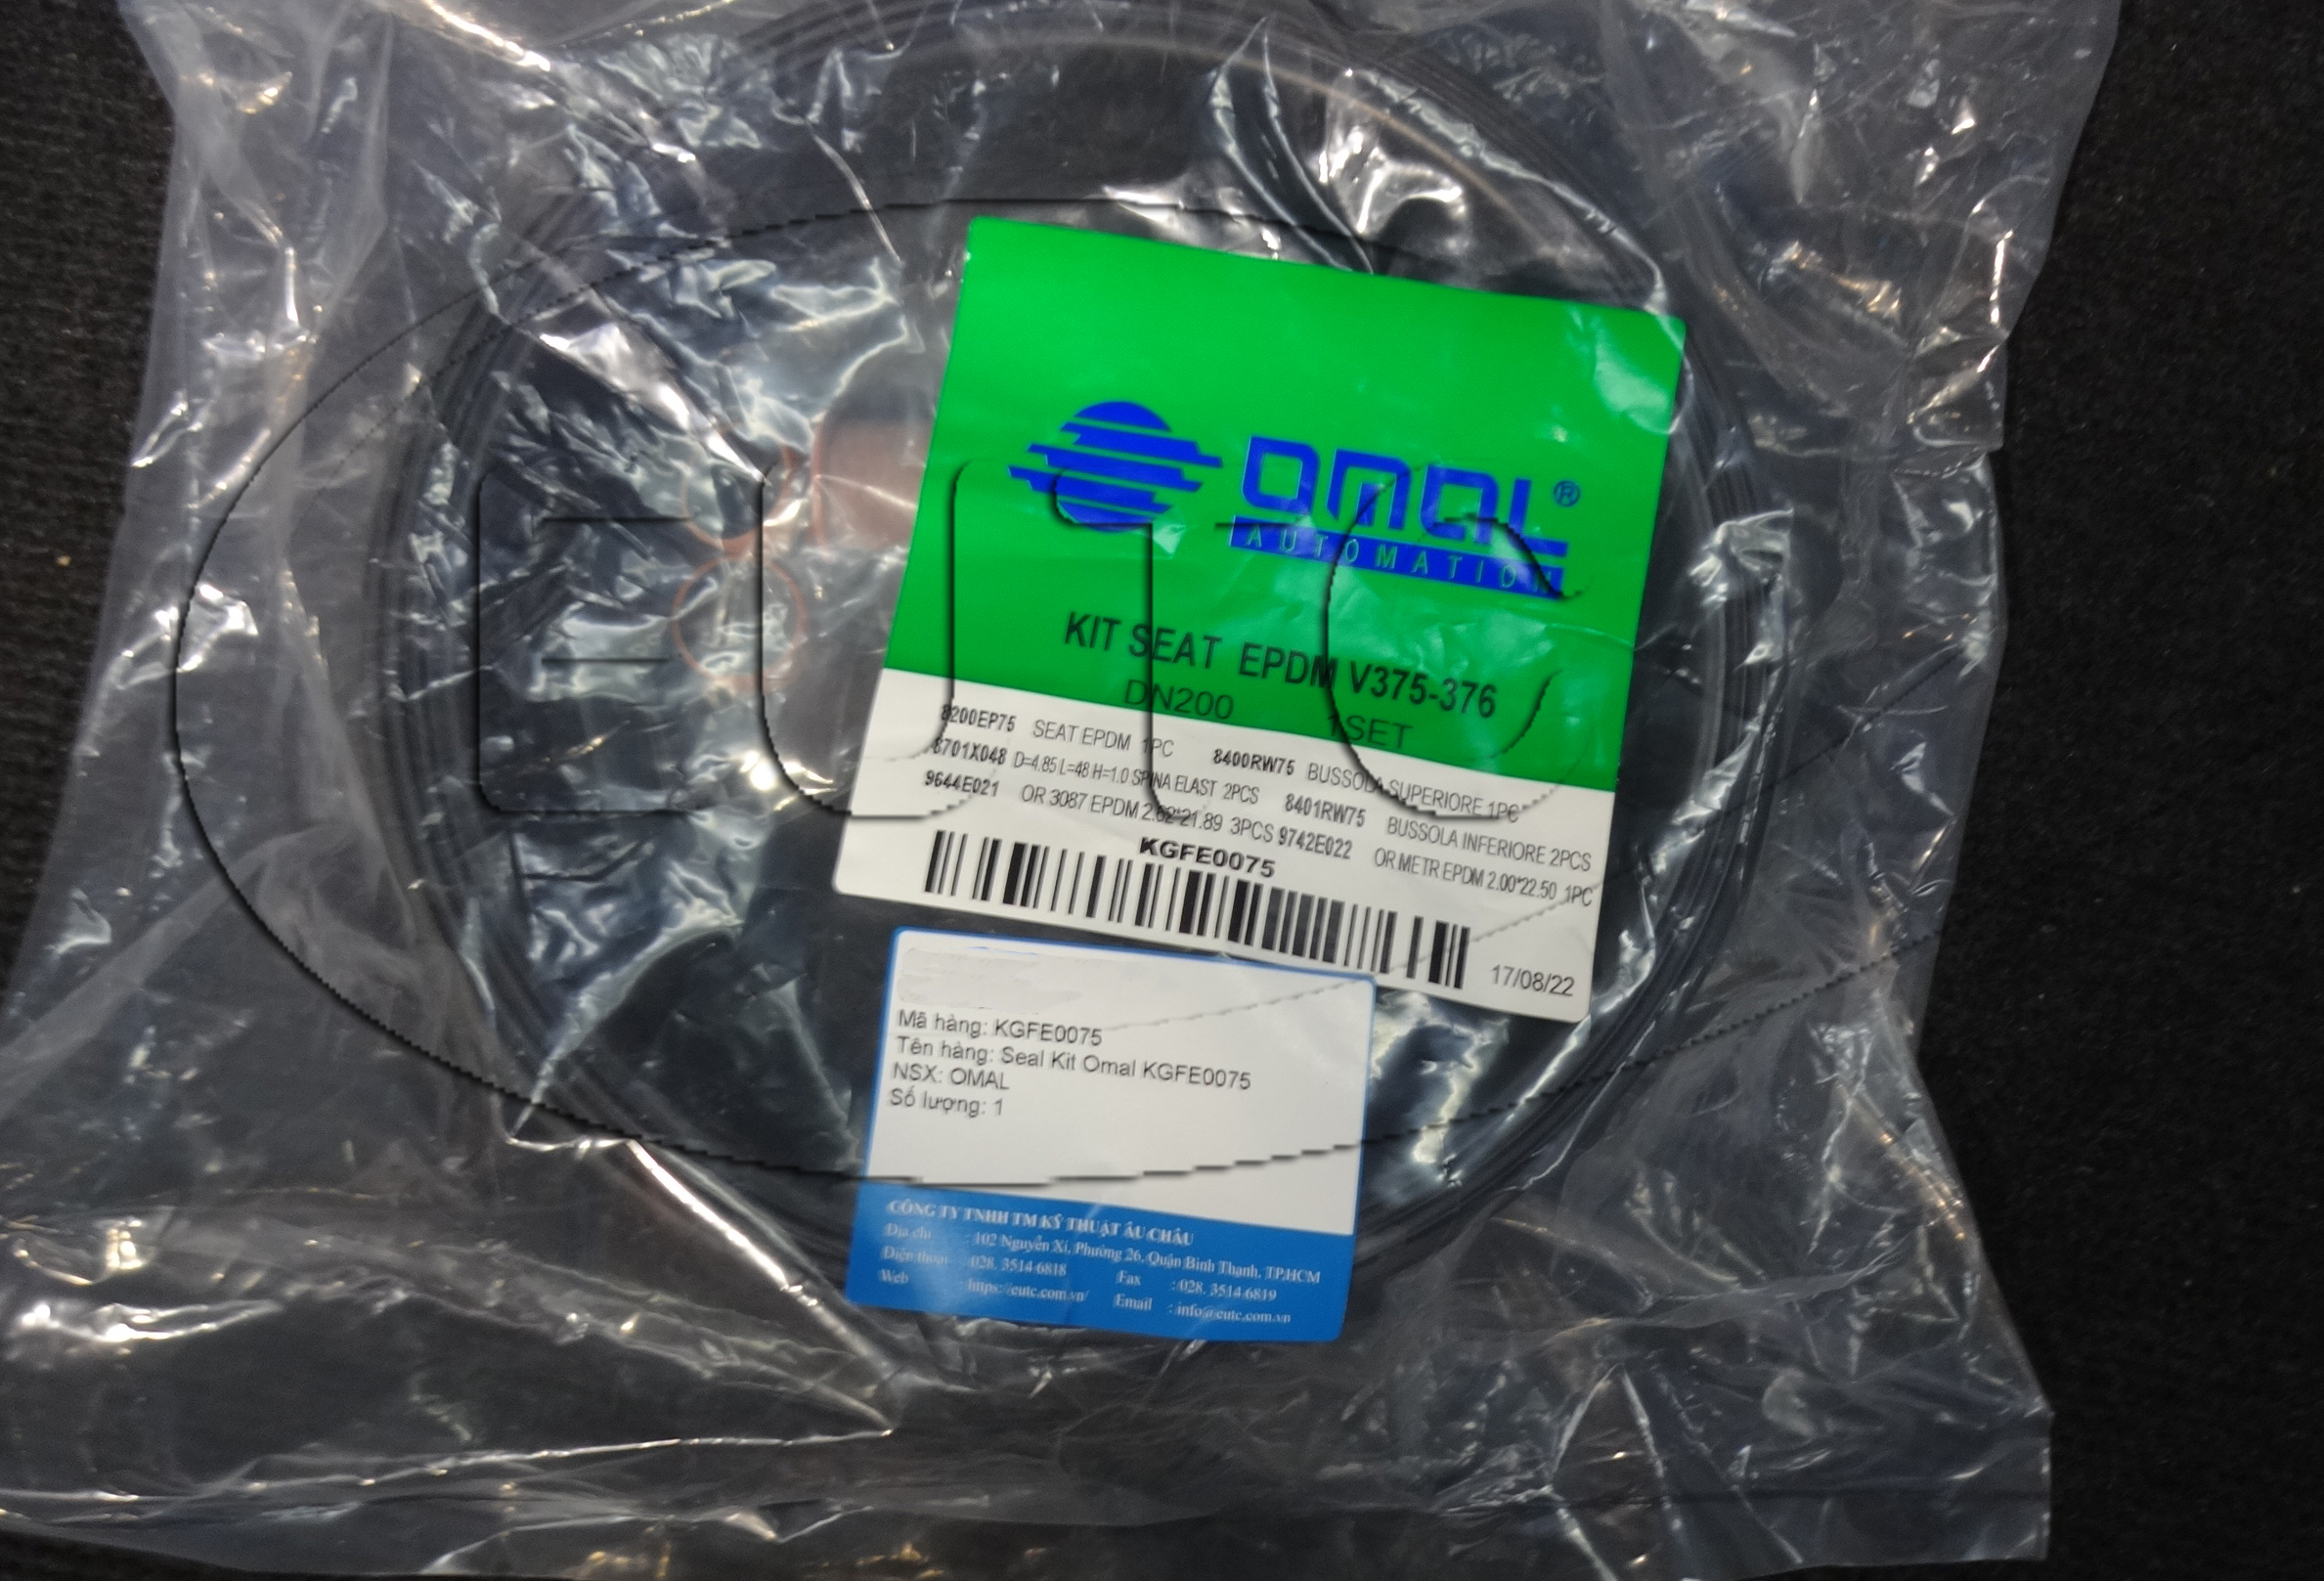 OMAL®
AUTOMATION
KIT SEAT EPDM V375-376
DN200 1SET
8200EP75 SEAT EPDM 1PC 8400RW75 BUSSOLA SUPERIORE 1PC
8701X048 D=4.85 L=48 H=1.0 SPINA ELAST 2PCS 8401RW75 BUSSOLA INFERIORE 2PCS
9644E021 OR 3087 EPDM 2.62*21.89 3PCS 9742E022 OR METR EPDM 2.00*22.50 1PC
KGFE0075
17/08/22
EUTC
Mã hàng: KGFE0075
Tên hàng: Seal Kit Omal KGFE0075
NSX: OMAL
Số lượng: 1
CÔNG TY TNHH TM KỸ THUẬT ÂU CHÂU
Địa chỉ : 102 Nguyễn Xí, Phường 26, Quận Bình Thạnh, TP.HCM
Điện thoại : 028. 3514 6818 Fax : 028. 3514 6819
Web : https://eutc.com.vn/ Email : info@eutc.com.vn